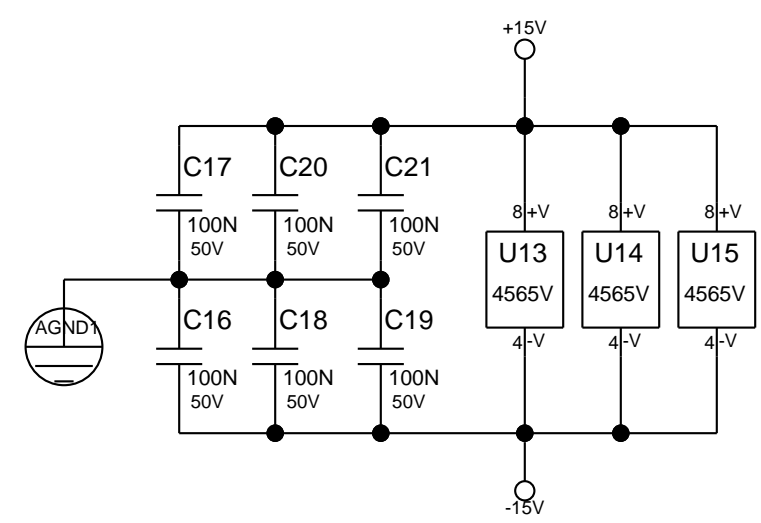 +15V
C17 C20 C21
100N 100N 100N
50V 50V 50V
8 +V 8 +V 8 +V
U13 U14 U15
4565V 4565V 4565V
4 -V 4 -V 4 -V
AGND1
C16 C18 C19
100N 100N 100N
50V 50V 50V
-15V